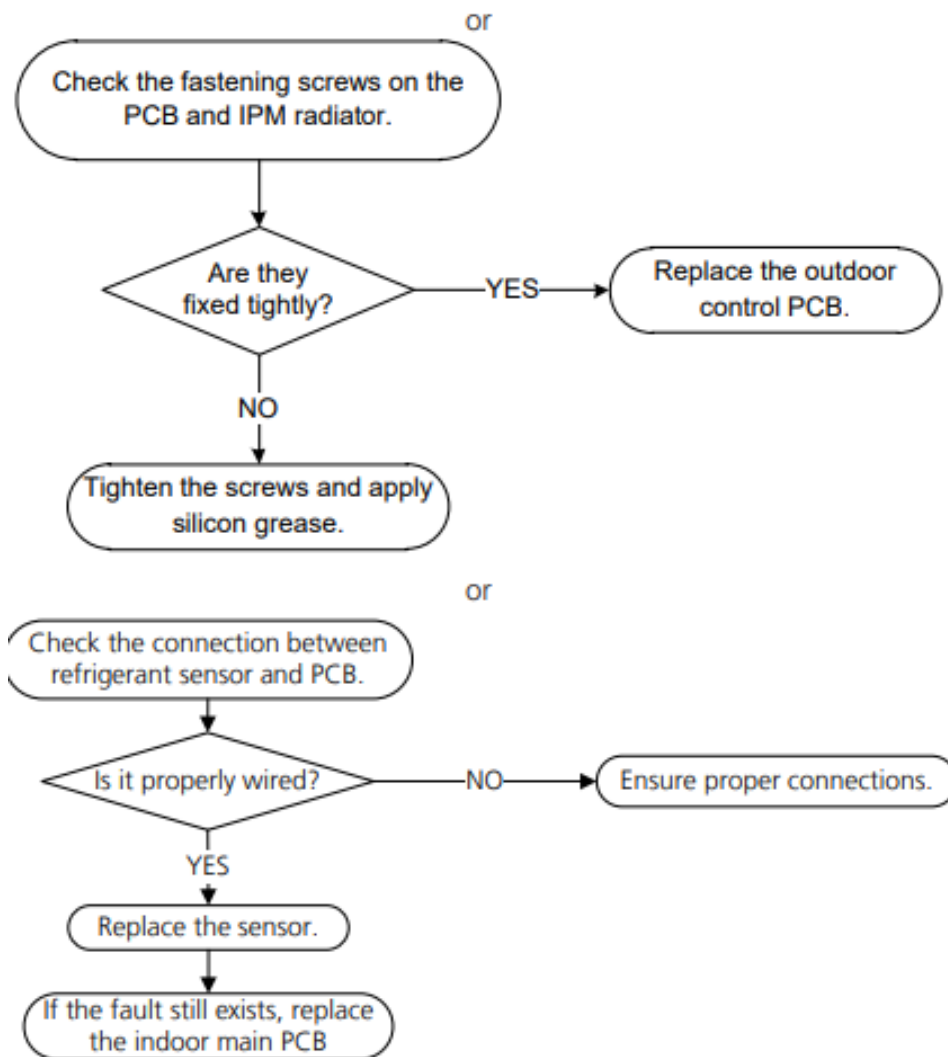 or
Check the fastening screws on the
PCB and IPM radiator.
Are they
fixed tightly?
YES
Replace the outdoor
control PCB.
NO
Tighten the screws and apply
silicon grease.
or
Check the connection between
refrigerant sensor and PCB.
Is it properly wired?
NO
Ensure proper connections.
YES
Replace the sensor.
If the fault still exists, replace
the indoor main PCB